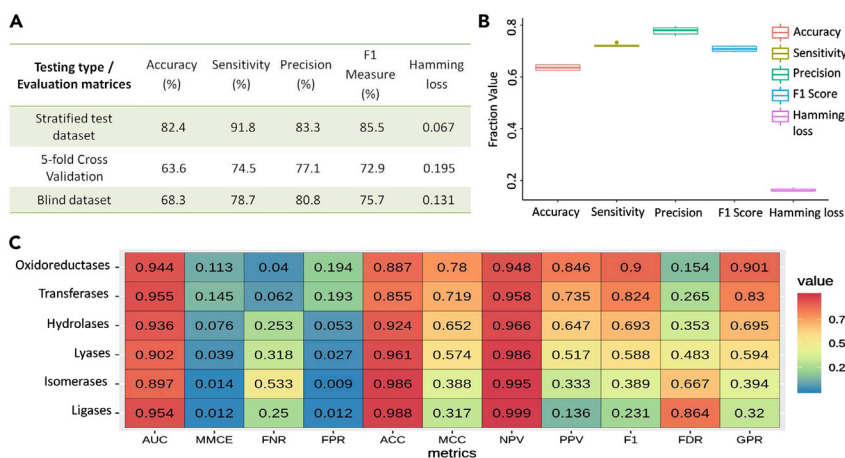 A
Testing type / Evaluation matrices Accuracy (%) Sensitivity (%) Precision (%) F1 Measure (%) Hamming loss
Stratified test dataset 82.4 91.8 83.3 85.5 0.067
5-fold Cross Validation 63.6 74.5 77.1 72.9 0.195
Blind dataset 68.3 78.7 80.8 75.7 0.131
B
Fraction Value
0.8
0.6
0.4
0.2
Accuracy Sensitivity Precision F1 Score Hamming loss
Accuracy
Sensitivity
Precision
F1 Score
Hamming
loss
C
Oxidoreductases 0.944 0.113 0.04 0.194 0.887 0.78 0.948 0.846 0.9 0.154 0.901
Transferases 0.955 0.145 0.062 0.193 0.855 0.719 0.958 0.735 0.824 0.265 0.83
Hydrolases 0.936 0.076 0.253 0.053 0.924 0.652 0.966 0.647 0.693 0.353 0.695
Lyases 0.902 0.039 0.318 0.027 0.961 0.574 0.986 0.517 0.588 0.483 0.594
Isomerases 0.897 0.014 0.533 0.009 0.986 0.388 0.995 0.333 0.389 0.667 0.394
Ligases 0.954 0.012 0.25 0.012 0.988 0.317 0.999 0.136 0.231 0.864 0.32
AUC MMCE FNR FPR ACC MCC NPV PPV F1 FDR GPR
metrics
value
0.7
0.5
0.2